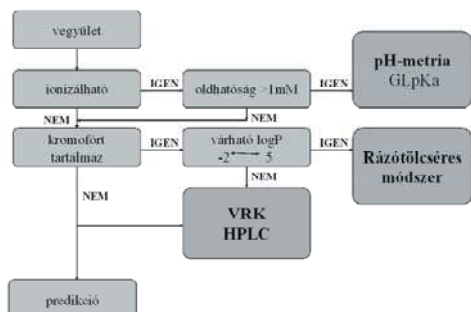 vegyület
ionizálható
IGEN
oldhatóság >1mM
IGEN
pH-metria
GLpKa
NEM
NEM
kromofórt
tartalmaz
IGEN
várható logP
-2 5
IGEN
Rázótölcséres
módszer
NEM
NEM
VRK
HPLC
predikció